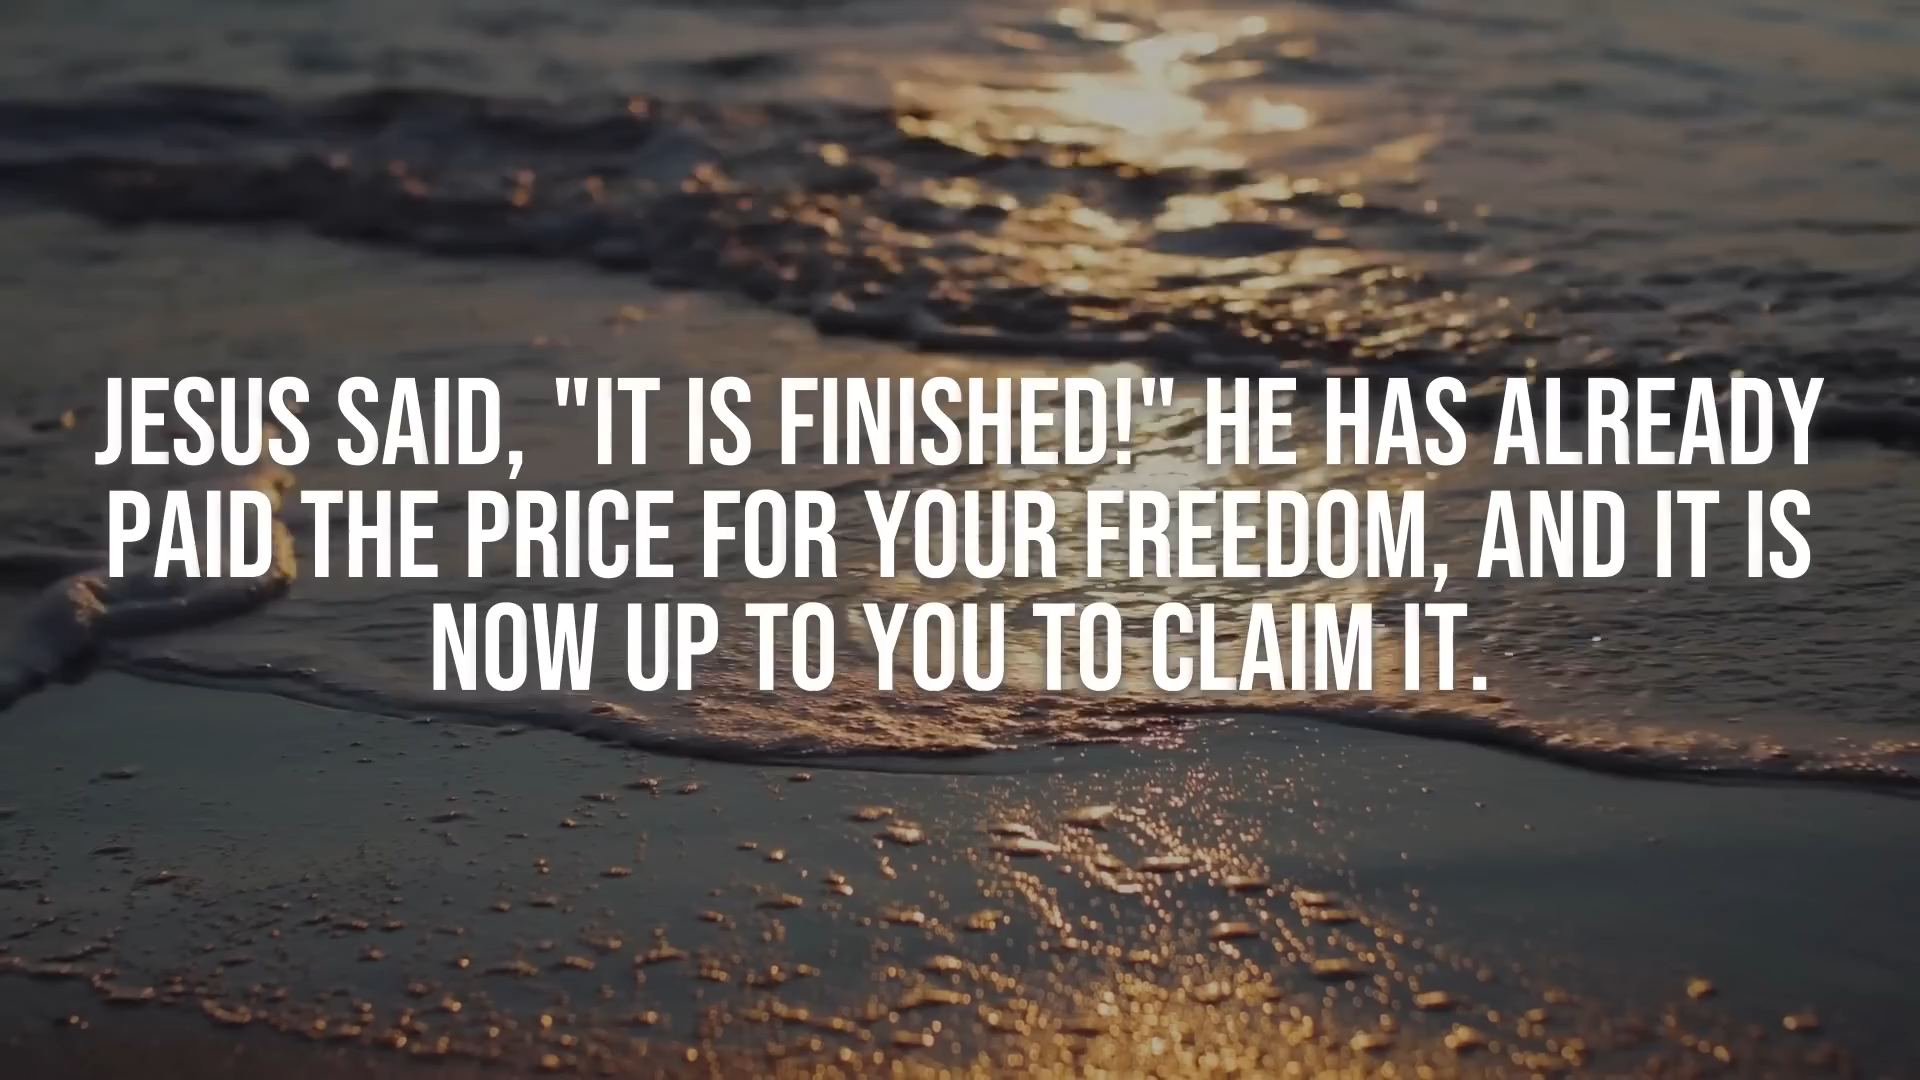 JESUS SAID, "IT IS FINISHED!" HE HAS ALREADY
PAID THE PRICE FOR YOUR FREEDOM, AND IT IS
NOW UP TO YOU TO CLAIM IT.